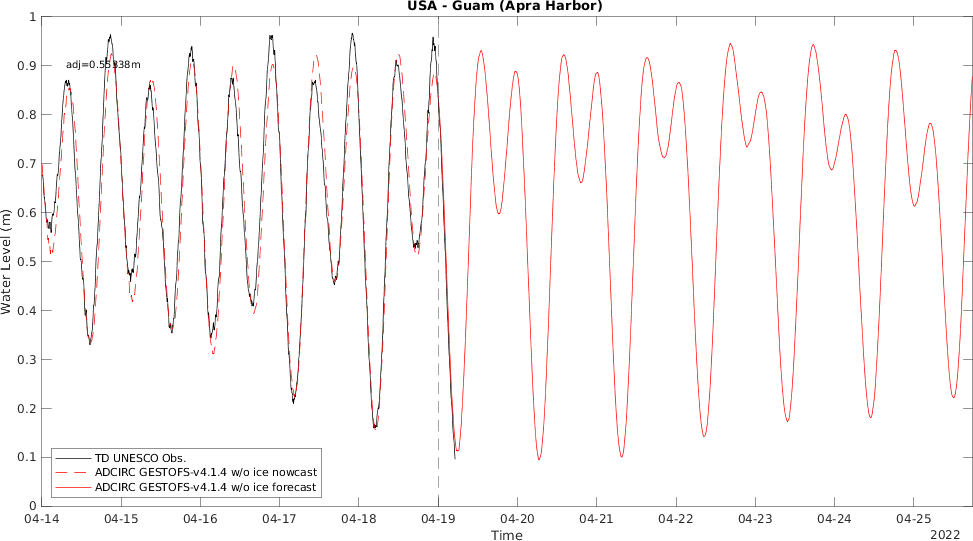 USA - Guam (Apra Harbor)
1
0.9
0.8
0.7
0.6
0.5
0.4
0.3
0.2
0.1
0
Water Level (m)
adj=0.55338m
TD UNESCO Obs.
ADCIRC GESTOFS-v4.1.4 w/o ice nowcast
ADCIRC GESTOFS-v4.1.4 w/o ice forecast
04-14 04-15 04-16 04-17 04-18 04-19 04-20 04-21 04-22 04-23 04-24 04-25
Time
2022